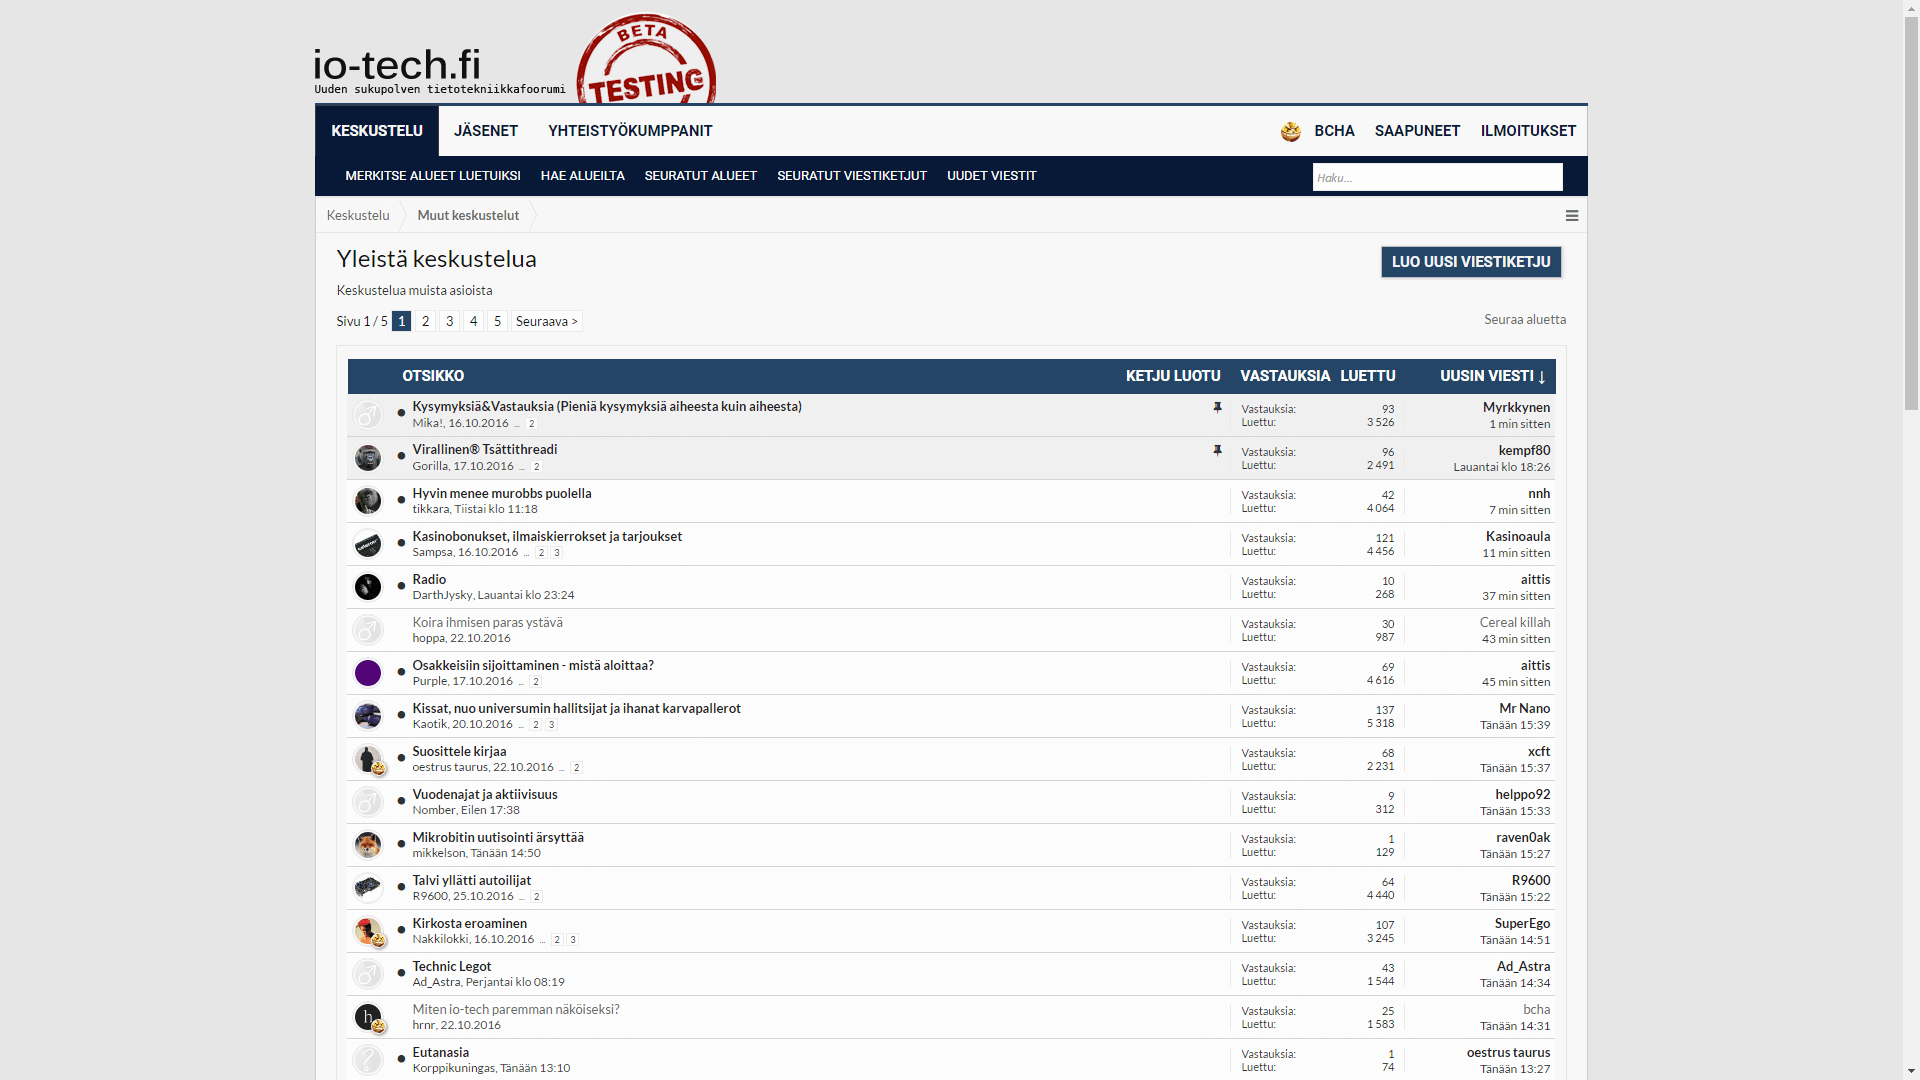 io-tech.fi
Uuden sukupolven tietotekniikkafoorumi
BETA
TESTING
KESKUSTELU JÄSENET YHTEISTYÖKUMPPANIT BCHA SAAPUNEET ILMOITUKSET
MERKITSE ALUEET LUETUIKSI HAE ALUEILTA SEURATUT ALUEET SEURATUT VIESTIKETJUT UUDET VIESTIT Haku...
Keskustelu Muut keskustelut
Yleistä keskustelua LUO UUSI VIESTIKETJU
Keskustelua muista asioista
Sivu 1 / 5 1 2 3 4 5 Seuraava > Seuraa aluetta
OTSIKKO KETJU LUOTU VASTAUKSIA LUETTU UUSIN VIESTI ↓
Kysymyksiä&Vastauksia (Pieniä kysymyksiä aiheesta kuin aiheesta) Vastauksia: 93 Myrkkynen
Mika!, 16.10.2016 ... 2 Luettu: 3 526 1 min sitten
Virallinen® Tsättithreadi Vastauksia: 96 kempf80
Gorilla, 17.10.2016 ... 2 Luettu: 2 491 Lauantai klo 18:26
Hyvin menee murobbs puolella Vastauksia: 42 nnh
tikkara, Tiistai klo 11:18 Luettu: 4 064 7 min sitten
Kasinobonukset, ilmaiskierrokset ja tarjoukset Vastauksia: 121 Kasinoaula
Sampsa, 16.10.2016 ... 2 3 Luettu: 4 456 11 min sitten
Radio Vastauksia: 10 aittis
DarthJysky, Lauantai klo 23:24 Luettu: 268 37 min sitten
Koira ihmisen paras ystävä Vastauksia: 30 Cereal killah
hoppa, 22.10.2016 Luettu: 987 43 min sitten
Osakkeisiin sijoittaminen - mistä aloittaa? Vastauksia: 69 aittis
Purple, 17.10.2016 ... 2 Luettu: 4 616 45 min sitten
Kissat, nuo universumin hallitsijat ja ihanat karvapallerot Vastauksia: 137 Mr Nano
Kaotik, 20.10.2016 ... 2 3 Luettu: 5 318 Tänään 15:39
Suosittele kirjaa Vastauksia: 68 xcft
oestrus taurus, 22.10.2016 ... 2 Luettu: 2 231 Tänään 15:37
Vuodenajat ja aktiivisuus Vastauksia: 9 helppo92
Nomber, Eilen 17:38 Luettu: 312 Tänään 15:33
Mikrobitin uutisointi ärsyttää Vastauksia: 1 raven0ak
mikkelson, Tänään 14:50 Luettu: 129 Tänään 15:27
Talvi yllätti autoilijat Vastauksia: 64 R9600
R9600, 25.10.2016 ... 2 Luettu: 4 440 Tänään 15:22
Kirkosta eroaminen Vastauksia: 107 SuperEgo
Nakkilokki, 16.10.2016 ... 2 3 Luettu: 3 245 Tänään 14:51
Technic Legot Vastauksia: 43 Ad_Astra
Ad_Astra, Perjantai klo 08:19 Luettu: 1 544 Tänään 14:34
h Miten io-tech paremman näköiseksi? Vastauksia: 25 bcha
hrnr, 22.10.2016 Luettu: 1 583 Tänään 14:31
? Eutanasia Vastauksia: 1 oestrus taurus
Korppikuningas, Tänään 13:10 Luettu: 74 Tänään 13:27